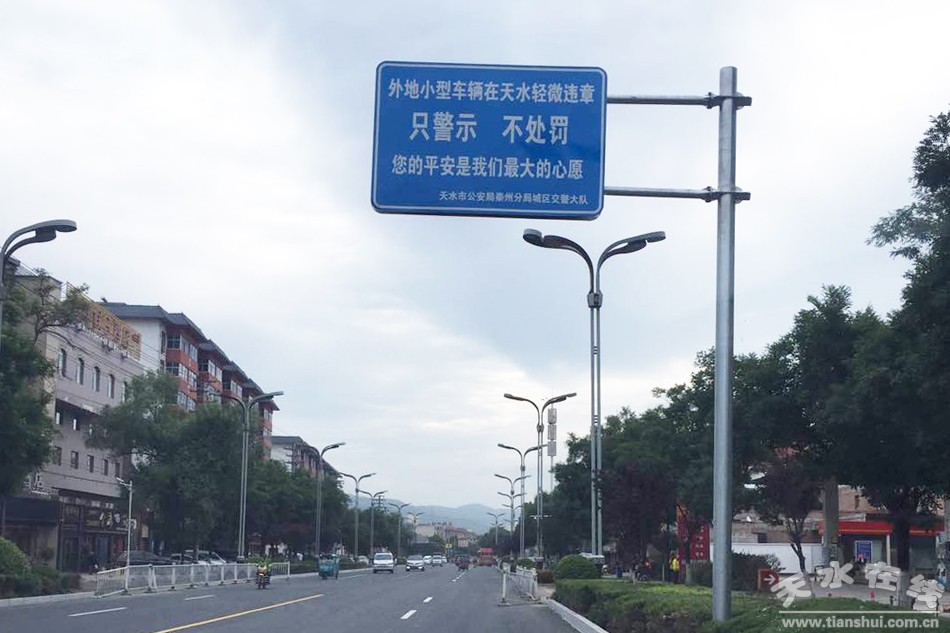 外地小型车辆在天水轻微违章
只警示 不处罚
您的平安是我们最大的心愿
天水市公安局秦州分局城区交警大队
天水在线
www.tianshui.com.cn